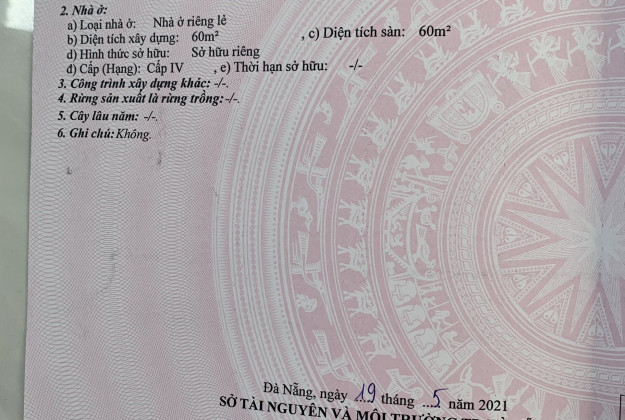 2. Nhà ở:
a) Loại nhà ở: Nhà ở riêng lẻ
b) Diện tích xây dựng: 60m² , c) Diện tích sàn: 60m²
d) Hình thức sở hữu: Sở hữu riêng
đ) Cấp (Hạng): Cấp IV , e) Thời hạn sở hữu: -/-
3. Công trình xây dựng khác: -/-.
4. Rừng sản xuất là rừng trồng: -/-.
5. Cây lâu năm: -/-.
6. Ghi chú: Không.
Đà Nẵng, ngày 19 tháng ...5 năm 2021
SỞ TÀI NGUYÊN VÀ MÔI TRƯỜNG